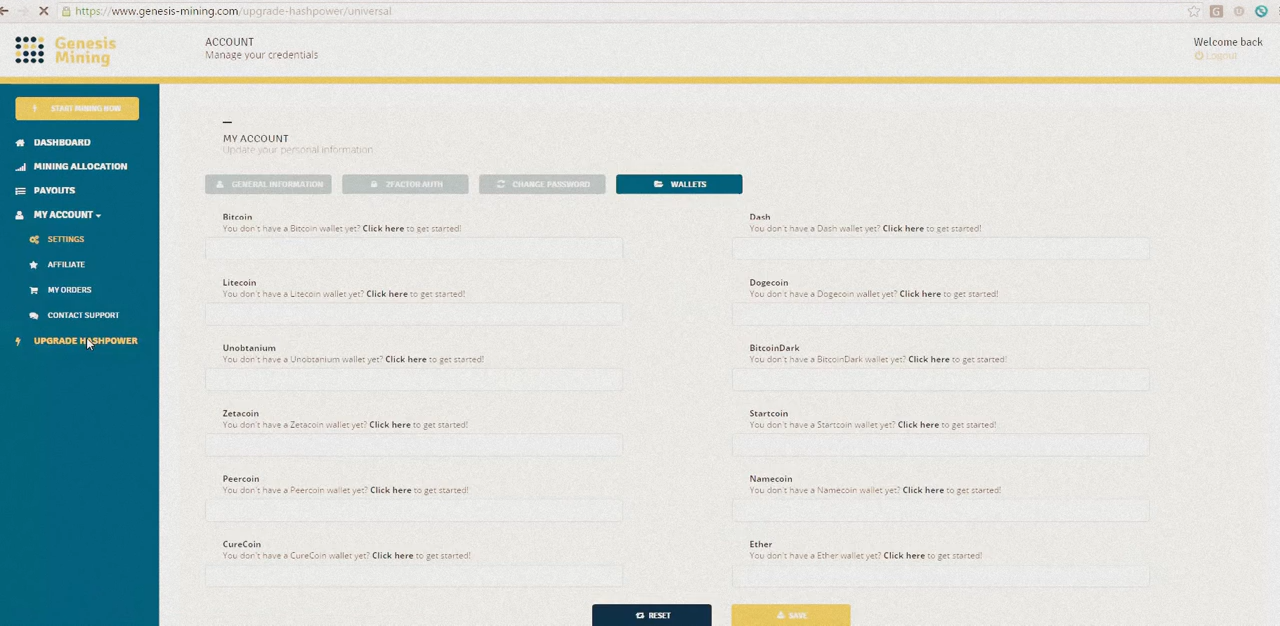 https://www.genesis-mining.com/upgrade-hashpower/universal
Genesis
Mining
ACCOUNT
Manage your credentials
Welcome back
Logout
START MINING NOW
DASHBOARD
MINING ALLOCATION
PAYOUTS
MY ACCOUNT
SETTINGS
AFFILIATE
MY ORDERS
CONTACT SUPPORT
UPGRADE HASHPOWER
MY ACCOUNT
Update your personal information
GENERAL INFORMATION
2FACTOR AUTH
CHANGE PASSWORD
WALLETS
Bitcoin
You don't have a Bitcoin wallet yet? Click here to get started!
Dash
You don't have a Dash wallet yet? Click here to get started!
Litecoin
You don't have a Litecoin wallet yet? Click here to get started!
Dogecoin
You don't have a Dogecoin wallet yet? Click here to get started!
Unobtanium
You don't have a Unobtanium wallet yet? Click here to get started!
BitcoinDark
You don't have a BitcoinDark wallet yet? Click here to get started!
Zetacoin
You don't have a Zetacoin wallet yet? Click here to get started!
Startcoin
You don't have a Startcoin wallet yet? Click here to get started!
Peercoin
You don't have a Peercoin wallet yet? Click here to get started!
Namecoin
You don't have a Namecoin wallet yet? Click here to get started!
CureCoin
You don't have a CureCoin wallet yet? Click here to get started!
Ether
You don't have a Ether wallet yet? Click here to get started!
RESET
SAVE